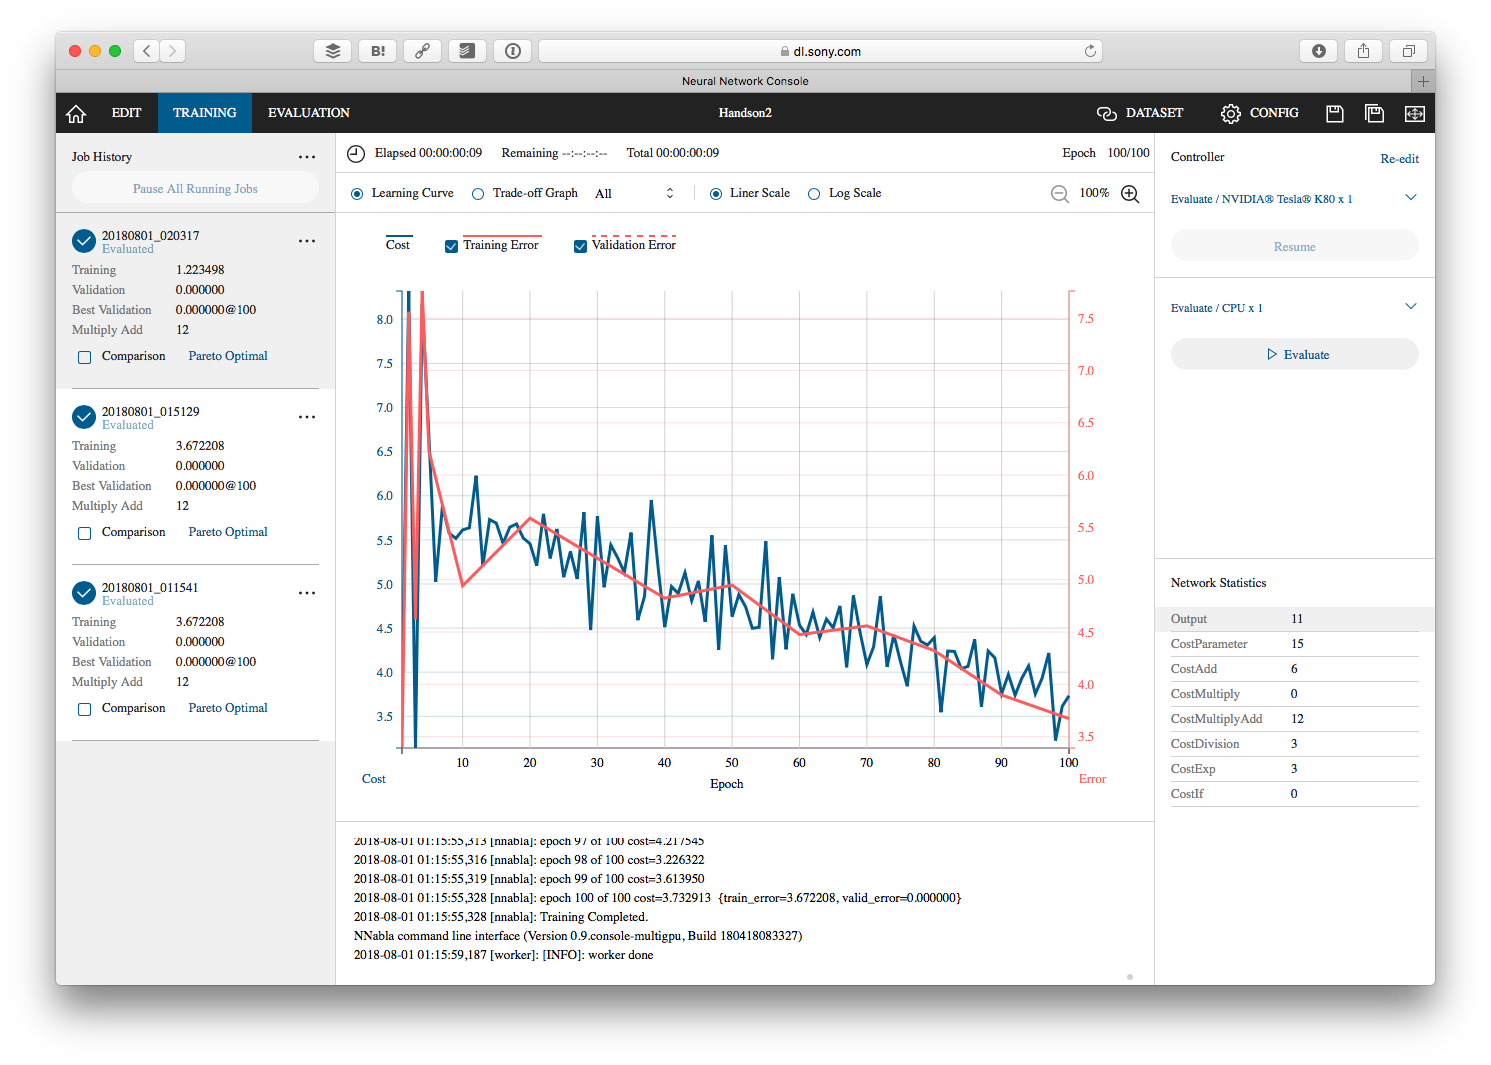 B!
dl.sony.com
Neural Network Console
EDIT
TRAINING
EVALUATION
Handson2
DATASET
CONFIG
Job History
Pause All Running Jobs
20180801_020317
Evaluated
Training 1.223498
Validation 0.000000
Best Validation 0.000000@100
Multiply Add 12
Comparison Pareto Optimal
20180801_015129
Evaluated
Training 3.672208
Validation 0.000000
Best Validation 0.000000@100
Multiply Add 12
Comparison Pareto Optimal
20180801_011541
Evaluated
Training 3.672208
Validation 0.000000
Best Validation 0.000000@100
Multiply Add 12
Comparison Pareto Optimal
Elapsed 00:00:00:09 Remaining --:--:--:-- Total 00:00:00:09 Epoch 100/100
Learning Curve Trade-off Graph All Liner Scale Log Scale 100%
Cost Training Error Validation Error
8.0
7.5
7.0
6.5
6.0
5.5
5.0
4.5
4.0
3.5
7.5
7.0
6.5
6.0
5.5
5.0
4.5
4.0
3.5
10 20 30 40 50 60 70 80 90 100
Cost Epoch Error
2018-08-01 01:15:55,313 [nnabla]: epoch 97 of 100 cost=4.217545
2018-08-01 01:15:55,316 [nnabla]: epoch 98 of 100 cost=3.226322
2018-08-01 01:15:55,319 [nnabla]: epoch 99 of 100 cost=3.613950
2018-08-01 01:15:55,328 [nnabla]: epoch 100 of 100 cost=3.732913 {train_error=3.672208, valid_error=0.000000}
2018-08-01 01:15:55,328 [nnabla]: Training Completed.
NNabla command line interface (Version 0.9.console-multigpu, Build 180418083327)
2018-08-01 01:15:59,187 [worker]: [INFO]: worker done
Controller Re-edit
Evaluate / NVIDIA® Tesla® K80 x 1
Resume
Evaluate / CPU x 1
Evaluate
Network Statistics
Output 11
CostParameter 15
CostAdd 6
CostMultiply 0
CostMultiplyAdd 12
CostDivision 3
CostExp 3
CostIf 0